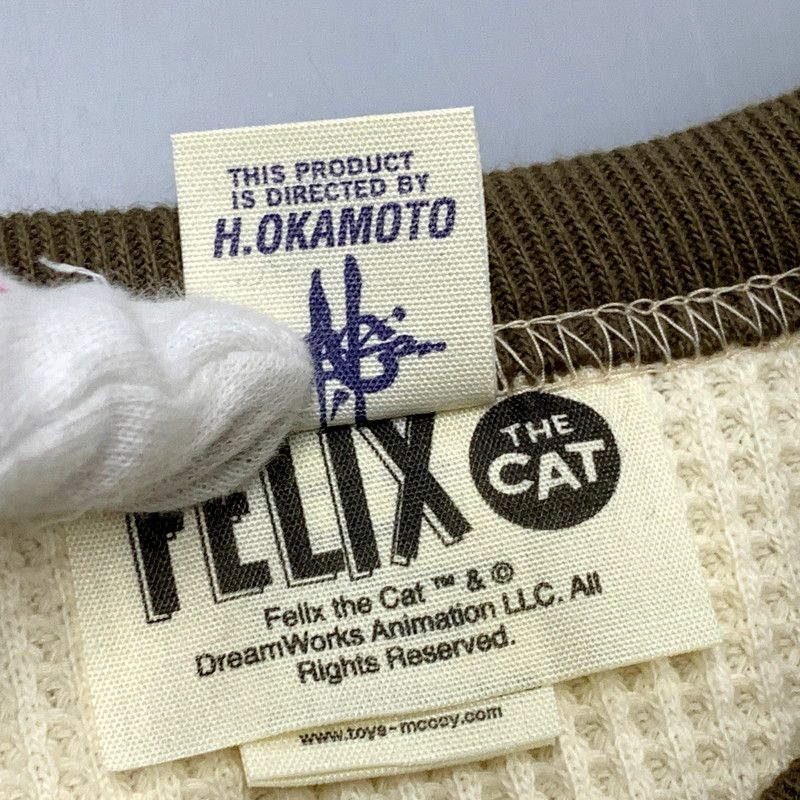 THIS PRODUCT
IS DIRECTED BY
H.OKAMOTO
FELIX THE
CAT
Felix the Cat ™ & ©
DreamWorks Animation LLC. All
Rights Reserved.
www.toys-mccoy.com